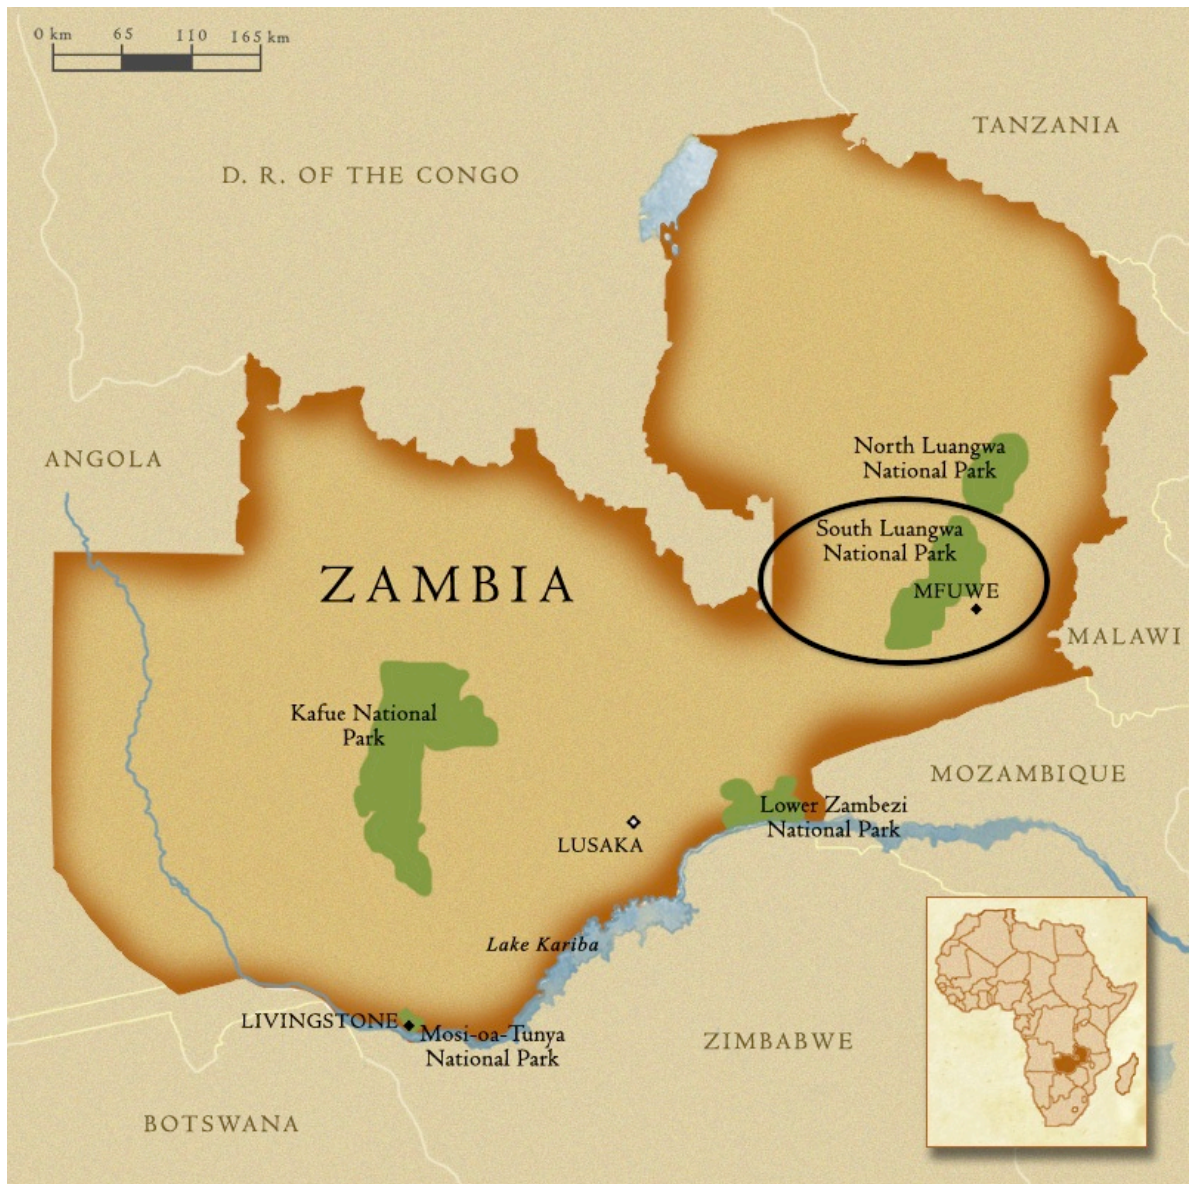 0 km 65 110 165 km
TANZANIA
D. R. OF THE CONGO
North Luangwa
National Park
ANGOLA
South Luangwa
National Park
ZAMBIA
MFUWE
MALAWI
Kafue National
Park
MOZAMBIQUE
Lower Zambezi
National Park
LUSAKA
Lake Kariba
LIVINGSTONE
Mosi-oa-Tunya
National Park
ZIMBABWE
BOTSWANA